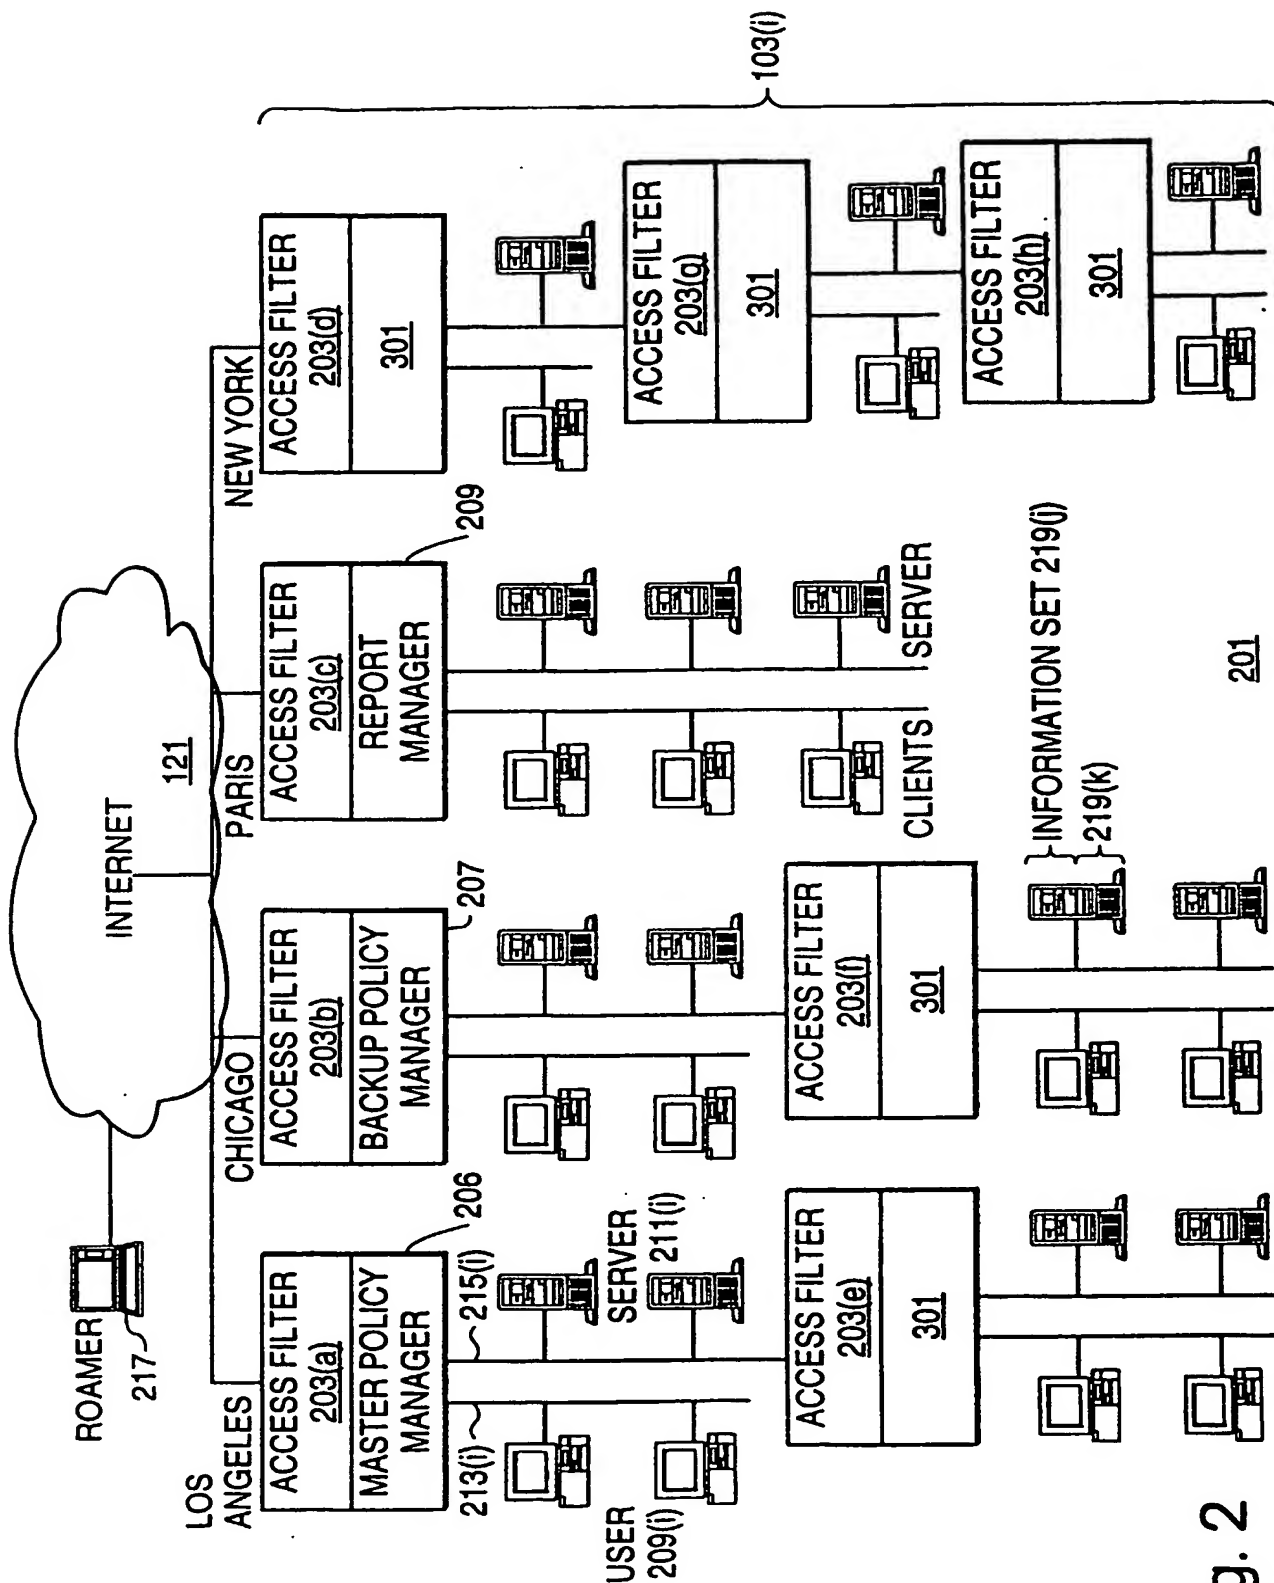 ROAMER
217
INTERNET
121
LOS
ANGELES
CHICAGO
PARIS
NEW YORK
ACCESS FILTER
203(a)
MASTER POLICY
MANAGER
206
ACCESS FILTER
203(b)
BACKUP POLICY
MANAGER
207
ACCESS FILTER
203(c)
REPORT
MANAGER
209
ACCESS FILTER
203(d)
301
103(i)
213(i)
215(i)
USER
209(i)
SERVER
211(i)
ACCESS FILTER
203(e)
301
ACCESS FILTER
203(f)
301
CLIENTS
SERVER
ACCESS FILTER
203(g)
301
ACCESS FILTER
203(h)
301
INFORMATION SET 219(j)
219(k)
201
g. 2